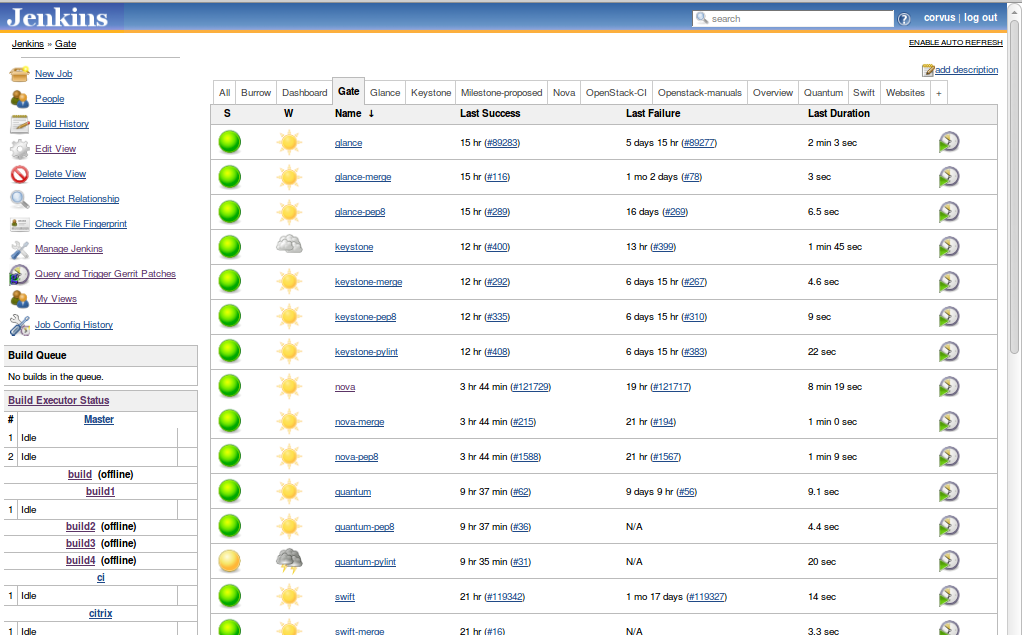 Jenkins
search
corvus | log out
Jenkins » Gate
ENABLE AUTO REFRESH
New Job
People
Build History
Edit View
Delete View
Project Relationship
Check File Fingerprint
Manage Jenkins
Query and Trigger Gerrit Patches
My Views
Job Config History
Build Queue
No builds in the queue.
Build Executor Status
# Master
1 Idle
2 Idle
build (offline)
build1
1 Idle
build2 (offline)
build3 (offline)
build4 (offline)
ci
1 Idle
citrix
1 Idle
add description
All Burrow Dashboard Gate Glance Keystone Milestone-proposed Nova OpenStack-CI Openstack-manuals Overview Quantum Swift Websites +
S W Name ↓ Last Success Last Failure Last Duration
glance 15 hr (#89283) 5 days 15 hr (#89277) 2 min 3 sec
glance-merge 15 hr (#116) 1 mo 2 days (#78) 3 sec
glance-pep8 15 hr (#289) 16 days (#269) 6.5 sec
keystone 12 hr (#400) 13 hr (#399) 1 min 45 sec
keystone-merge 12 hr (#292) 6 days 15 hr (#267) 4.6 sec
keystone-pep8 12 hr (#335) 6 days 15 hr (#310) 9 sec
keystone-pylint 12 hr (#408) 6 days 15 hr (#383) 22 sec
nova 3 hr 44 min (#121729) 19 hr (#121717) 8 min 19 sec
nova-merge 3 hr 44 min (#215) 21 hr (#194) 1 min 0 sec
nova-pep8 3 hr 44 min (#1588) 21 hr (#1567) 1 min 9 sec
quantum 9 hr 37 min (#62) 9 days 9 hr (#56) 9.1 sec
quantum-pep8 9 hr 37 min (#36) N/A 4.4 sec
quantum-pylint 9 hr 35 min (#31) N/A 20 sec
swift 21 hr (#119342) 1 mo 17 days (#119327) 14 sec
swift-merge 21 hr (#16) N/A 3.3 sec